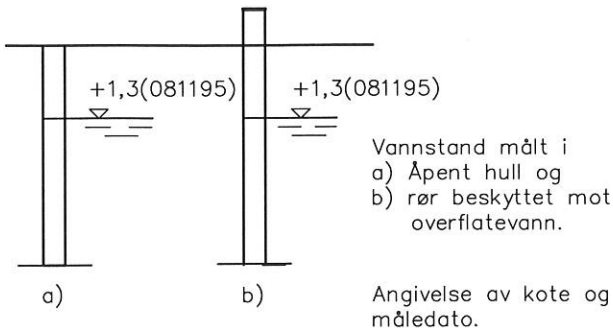 +1,3(081195)
+1,3(081195)
Vannstand målt i
a) Åpent hull og
b) rør beskyttet mot
overflatevann.
a)
b)
Angivelse av kote og
måledato.